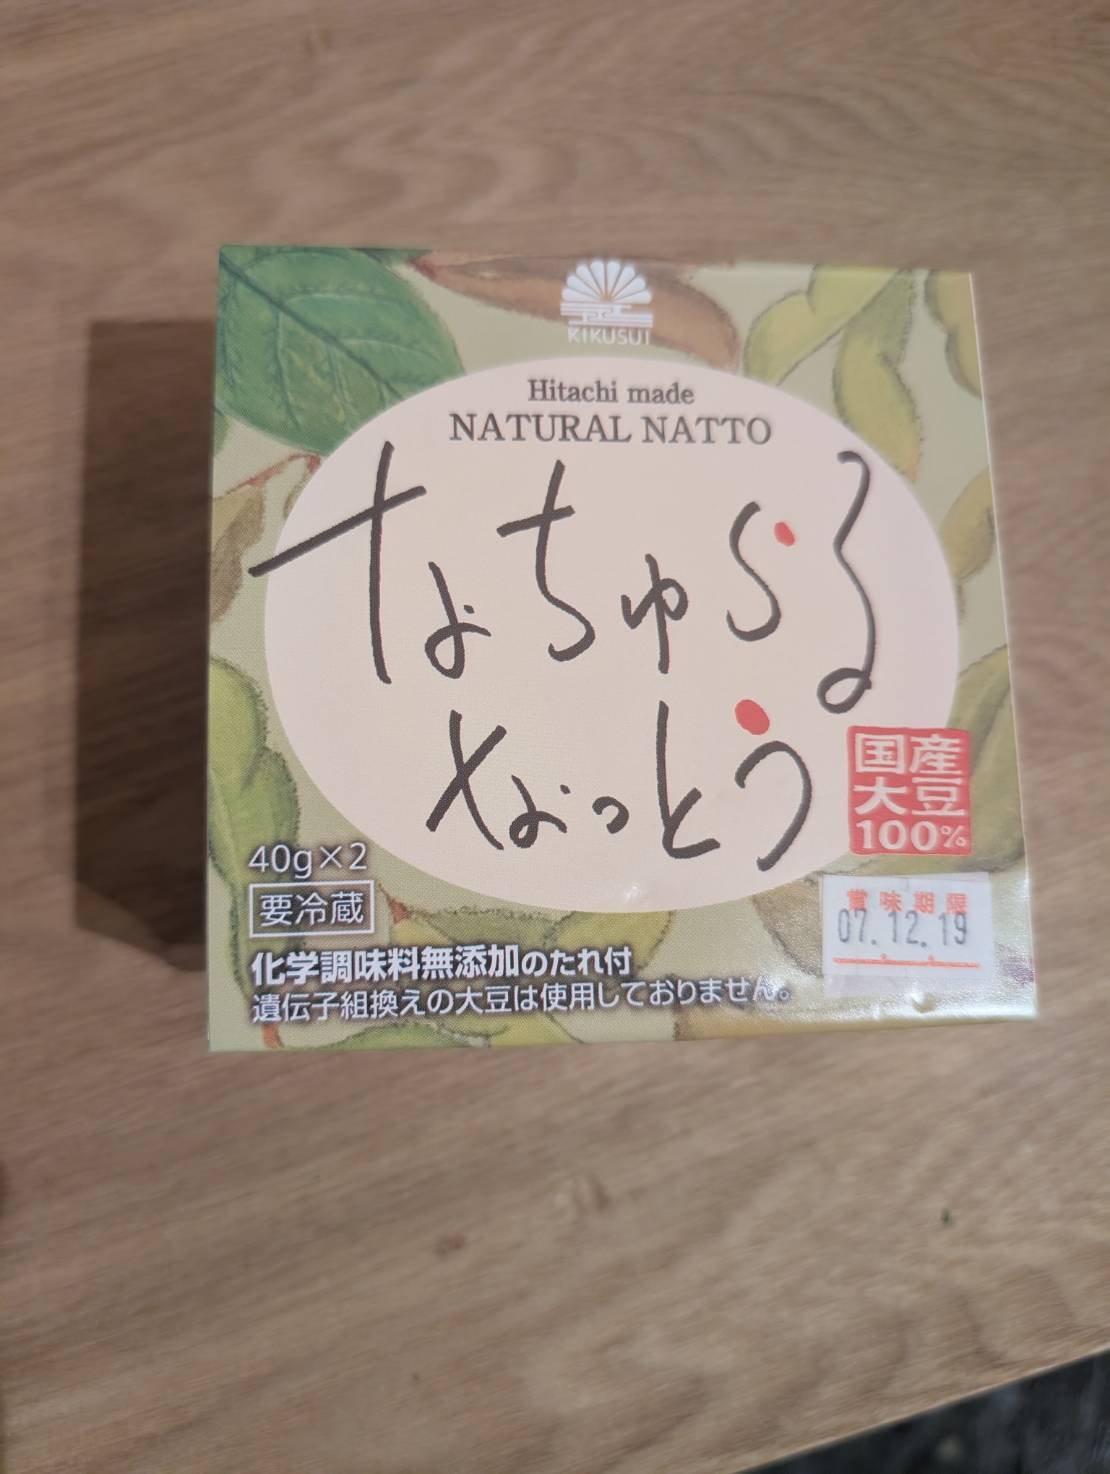 KIKUSUI
Hitachi made
NATURAL NATTO
なちゅらる
なっとう
国産
大豆
100%
40g×2
要冷蔵
賞味期限
07.12.19
化学調味料無添加のたれ付
遺伝子組換えの大豆は使用しておりません。